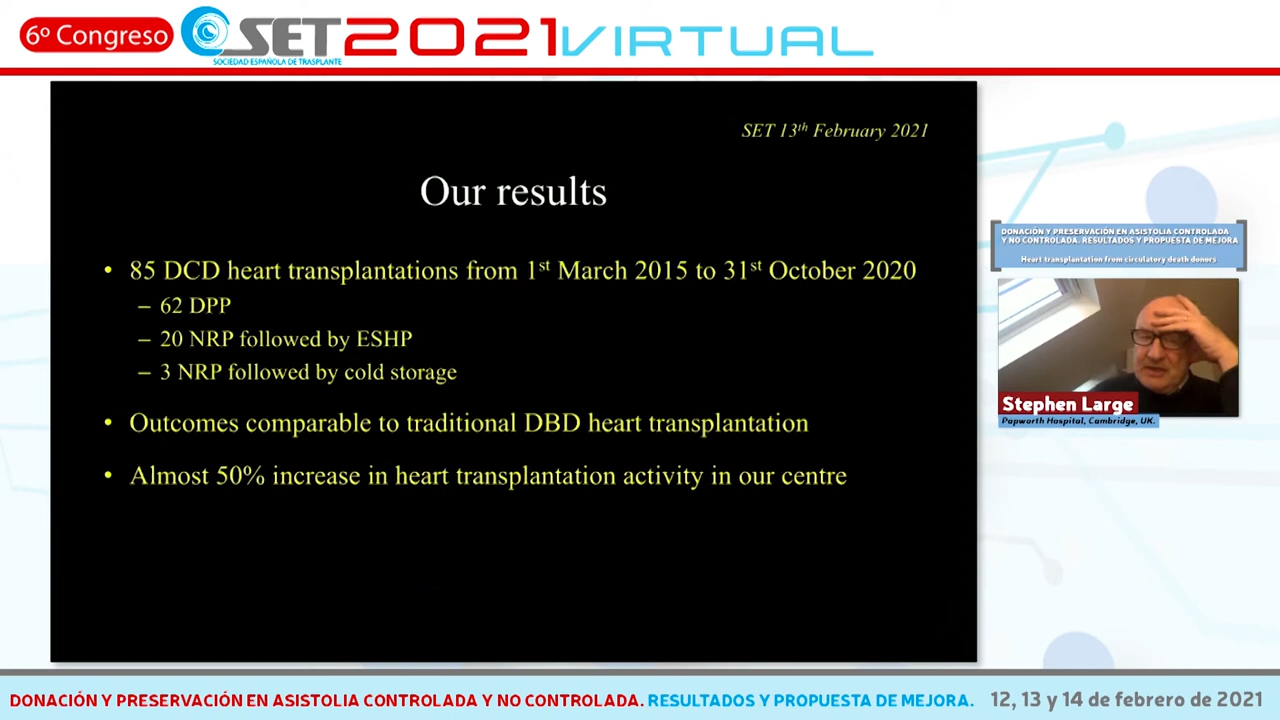 6º Congreso
SET 2021 VIRTUAL
SOCIEDAD ESPAÑOLA DE TRASPLANTE
SET 13th February 2021
Our results
• 85 DCD heart transplantations from 1st March 2015 to 31st October 2020
– 62 DPP
– 20 NRP followed by ESHP
– 3 NRP followed by cold storage
• Outcomes comparable to traditional DBD heart transplantation
• Almost 50% increase in heart transplantation activity in our centre
DONACIÓN Y PRESERVACIÓN EN ASISTOLIA CONTROLADA
Y NO CONTROLADA. RESULTADOS Y PROPUESTA DE MEJORA
Heart transplantation from circulatory death donors
Stephen Large
Papworth Hospital, Cambridge, UK.
DONACIÓN Y PRESERVACIÓN EN ASISTOLIA CONTROLADA Y NO CONTROLADA. RESULTADOS Y PROPUESTA DE MEJORA. 12, 13 y 14 de febrero de 2021